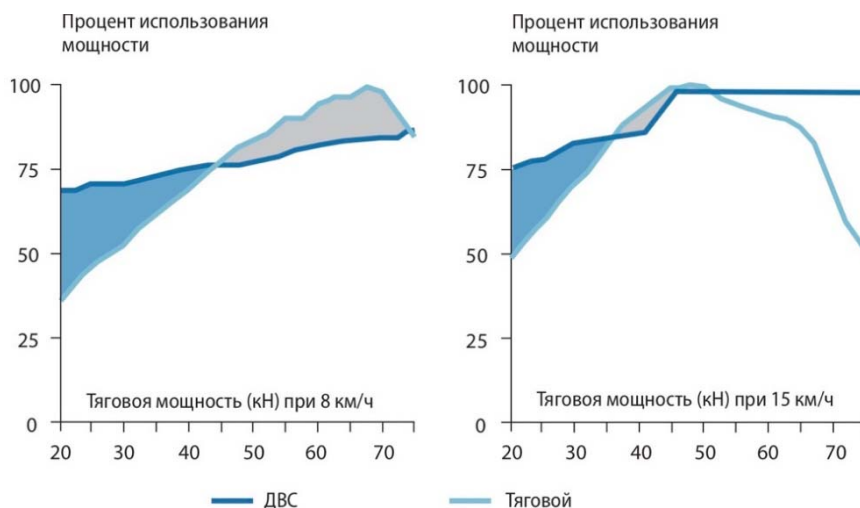 Процент использования
мощности
100
75
50
25
0
Тяговоя мощность (кН) при 8 км/ч
20 30 40 50 60 70
Процент использования
мощности
100
75
50
25
0
Тяговоя мощность (кН) при 15 км/ч
20 30 40 50 60 70
ДВС
Тяговой